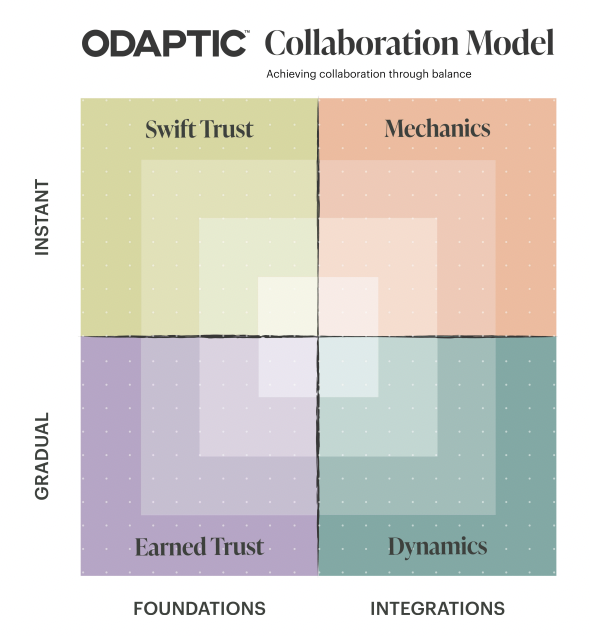 ODAPTIC™ Collaboration Model
Achieving collaboration through balance
Swift Trust
Mechanics
INSTANT
GRADUAL
Earned Trust
Dynamics
FOUNDATIONS
INTEGRATIONS